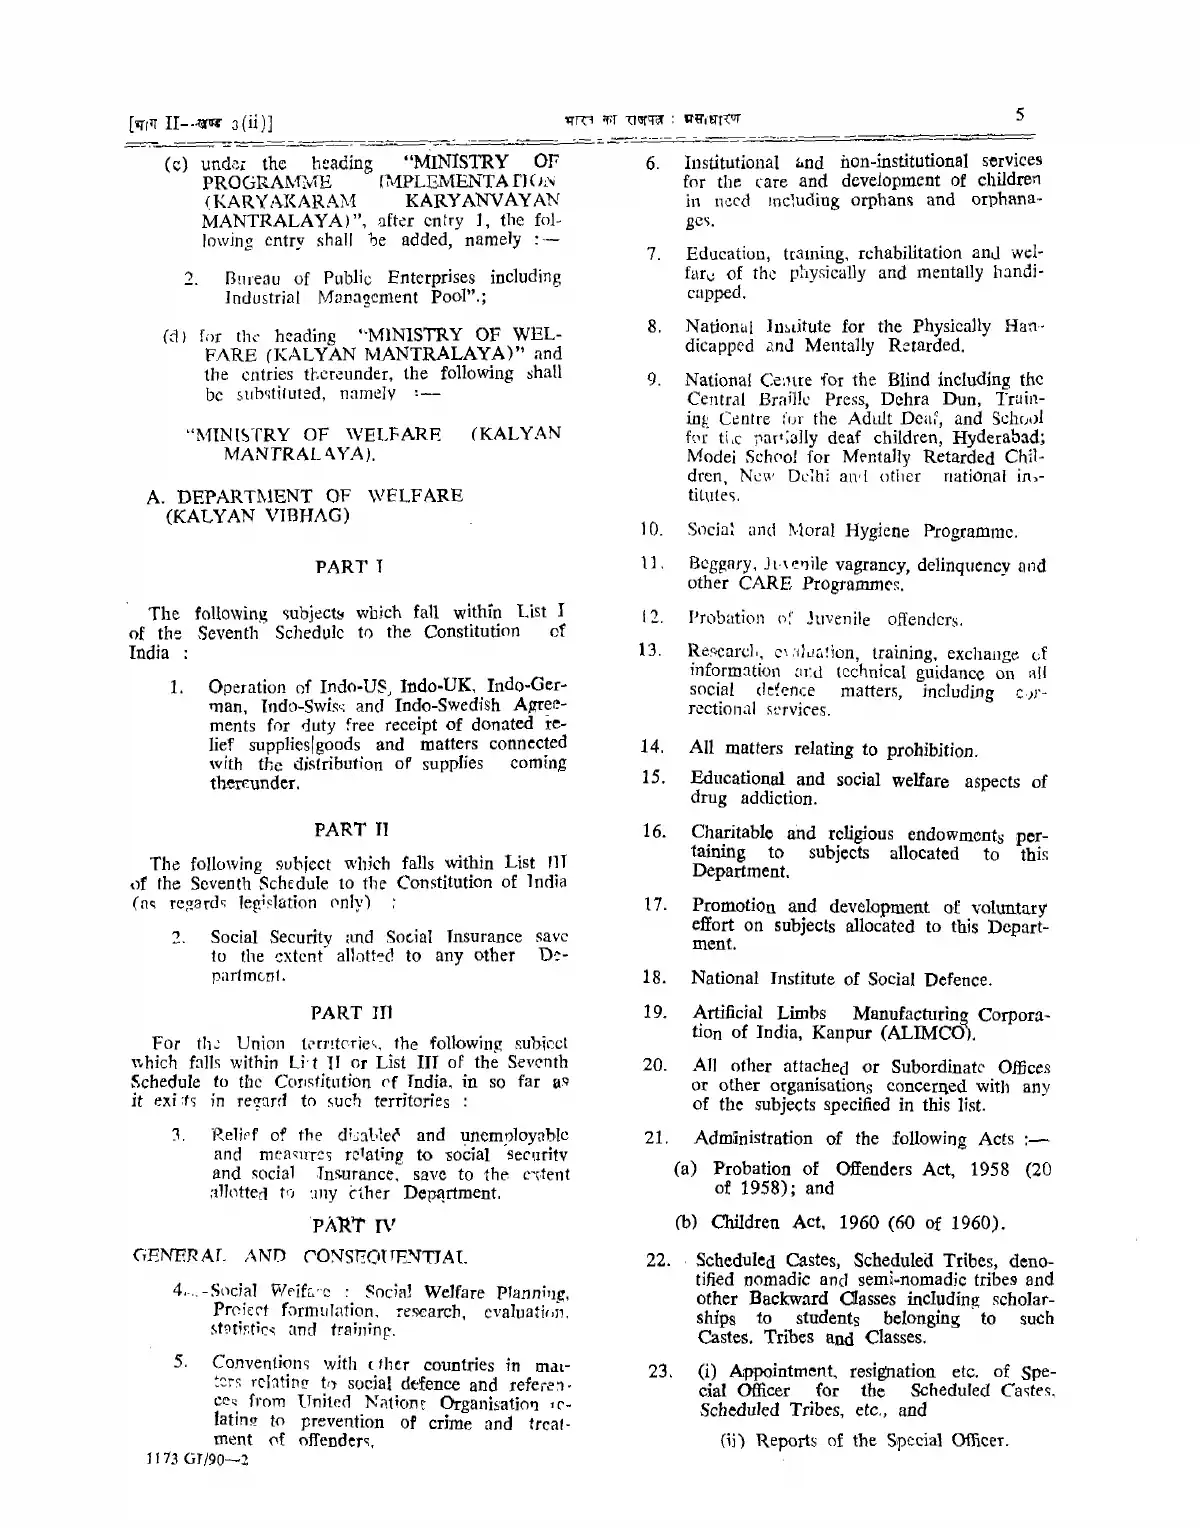 [भाग II--खण्ड 3(ii)]
भारत का राजपत्र : असाधारण
5
(c) under the heading "MINISTRY OF
PROGRAMME IMPLEMENTATION
(KARYAKARAM KARYANVAYAN
MANTRALAYA)", after entry 1, the fol-
lowing entry shall be added, namely :—
2. Bureau of Public Enterprises including
Industrial Management Pool".;
(d) for the heading "MINISTRY OF WEL-
FARE (KALYAN MANTRALAYA)" and
the entries thereunder, the following shall
be substituted, namely :—
"MINISTRY OF WELFARE (KALYAN
MANTRALAYA).
A. DEPARTMENT OF WELFARE
(KALYAN VIBHAG)
PART I
The following subjects which fall within List I
of the Seventh Schedule to the Constitution of
India :
1. Operation of Indo-US, Indo-UK, Indo-Ger-
man, Indo-Swiss and Indo-Swedish Agree-
ments for duty free receipt of donated re-
lief supplies|goods and matters connected
with the distribution of supplies coming
thereunder.
PART II
The following subject which falls within List III
of the Seventh Schedule to the Constitution of India
(as regards legislation only) :
2. Social Security and Social Insurance save
to the extent allotted to any other De-
partment.
PART III
For the Union territories, the following subject
which falls within List II or List III of the Seventh
Schedule to the Constitution of India, in so far as
it exists in regard to such territories :
3. Relief of the disabled and unemployable
and measures relating to social security
and social Insurance, save to the extent
allotted to any other Department.
PART IV
GENERAL AND CONSEQUENTIAL
4. Social Welfare : Social Welfare Planning,
Project formulation, research, evaluation,
statistics and training.
5. Conventions with other countries in mat-
ters relating to social defence and referen-
ces from United Nations Organisation re-
lating to prevention of crime and treat-
ment of offenders.
1173 GI/90—2
6. Institutional and non-institutional services
for the care and development of children
in need including orphans and orphana-
ges.
7. Education, training, rehabilitation and wel-
fare of the physically and mentally handi-
capped.
8. National Institute for the Physically Han-
dicapped and Mentally Retarded.
9. National Centre for the Blind including the
Central Braille Press, Dehra Dun, Train-
ing Centre for the Adult Deaf, and School
for the partially deaf children, Hyderabad;
Model School for Mentally Retarded Chil-
dren, New Delhi and other national ins-
titutes.
10. Social and Moral Hygiene Programme.
11. Beggary, Juvenile vagrancy, delinquency and
other CARE Programmes.
12. Probation of Juvenile offenders.
13. Research, evaluation, training, exchange of
information and technical guidance on all
social defence matters, including cor-
rectional services.
14. All matters relating to prohibition.
15. Educational and social welfare aspects of
drug addiction.
16. Charitable and religious endowments per-
taining to subjects allocated to this
Department.
17. Promotion and development of voluntary
effort on subjects allocated to this Depart-
ment.
18. National Institute of Social Defence.
19. Artificial Limbs Manufacturing Corpora-
tion of India, Kanpur (ALIMCO).
20. All other attached or Subordinate Offices
or other organisations concerned with any
of the subjects specified in this list.
21. Administration of the following Acts :—
(a) Probation of Offenders Act, 1958 (20
of 1958); and
(b) Children Act, 1960 (60 of 1960).
22. Scheduled Castes, Scheduled Tribes, deno-
tified nomadic and semi-nomadic tribes and
other Backward Classes including scholar-
ships to students belonging to such
Castes, Tribes and Classes.
23. (i) Appointment, resignation etc. of Spe-
cial Officer for the Scheduled Castes,
Scheduled Tribes, etc., and
(ii) Reports of the Special Officer.